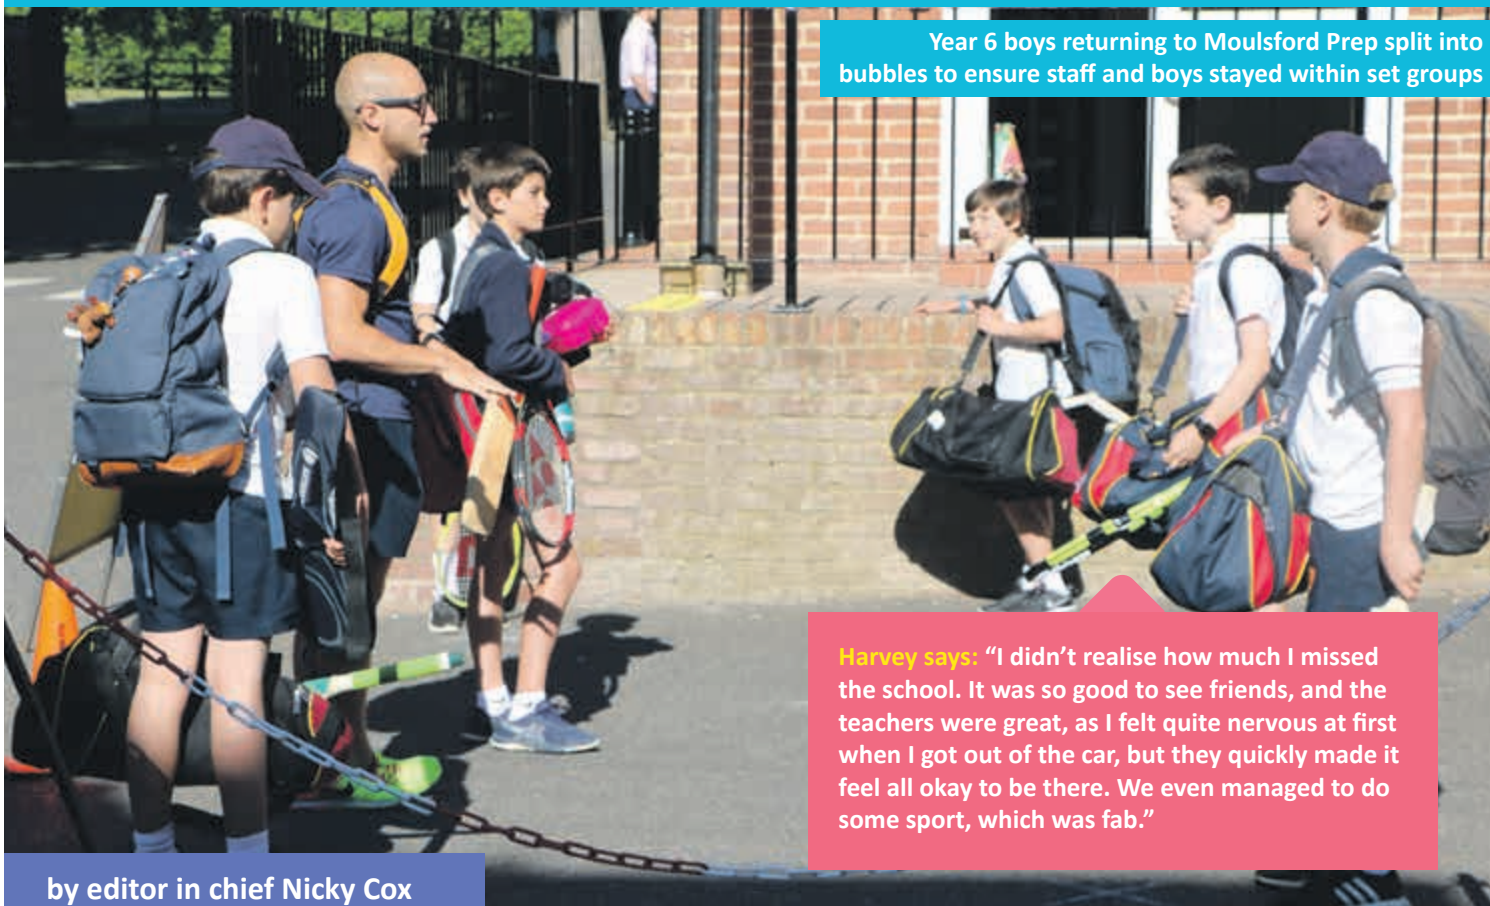 Year 6 boys returning to Moulsford Prep split into
bubbles to ensure staff and boys stayed within set groups
Harvey says: “I didn’t realise how much I missed
the school. It was so good to see friends, and the
teachers were great, as I felt quite nervous at first
when I got out of the car, but they quickly made it
feel all okay to be there. We even managed to do
some sport, which was fab.”
by editor in chief Nicky Cox